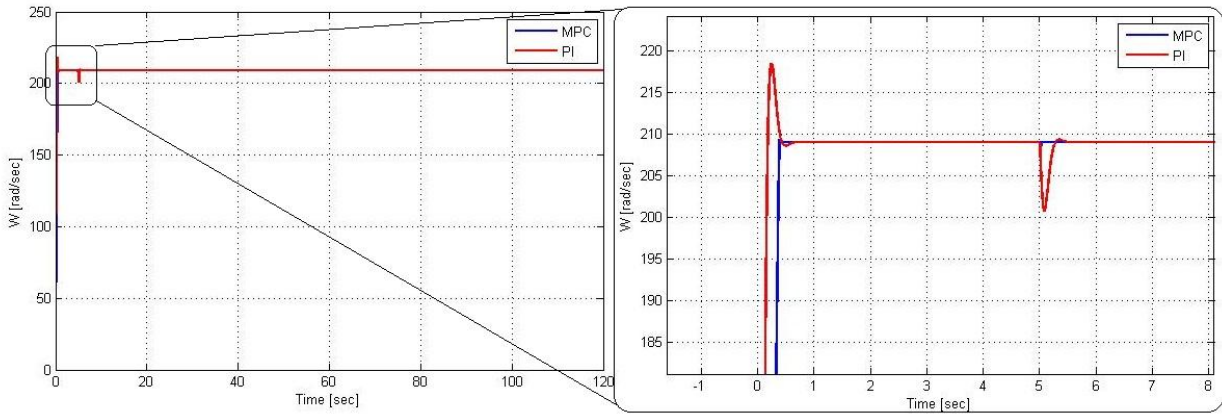 250
200
150
100
50
0
W [rad/sec]
0 20 40 60 80 100 120
Time [sec]
MPC
PI
220
215
210
205
200
195
190
185
W [rad/sec]
-1 0 1 2 3 4 5 6 7 8
Time [sec]
MPC
PI